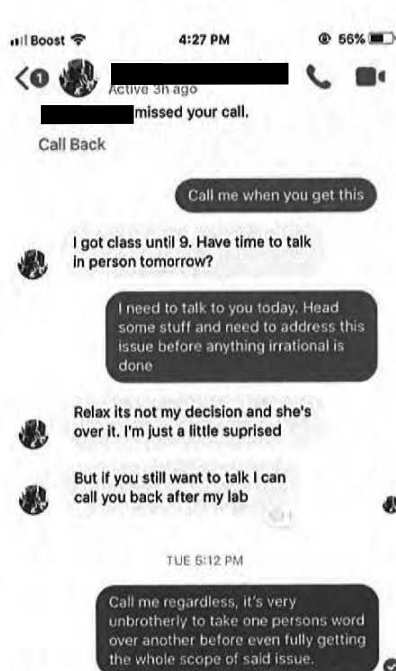 Boost 4:27 PM 56%
1
Active 3h ago
missed your call.
Call Back
Call me when you get this
I got class until 9. Have time to talk
in person tomorrow?
I need to talk to you today. Head
some stuff and need to address this
issue before anything irrational is
done
Relax its not my decision and she's
over it. I'm just a little suprised
But if you still want to talk I can
call you back after my lab
TUE 5:12 PM
Call me regardless, it's very
unbrotherly to take one persons word
over another before even fully getting
the whole scope of said issue.